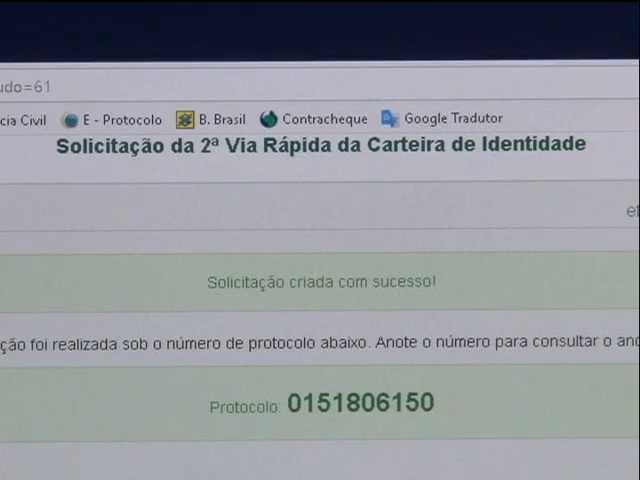 udo=61
cia Civil E - Protocolo B. Brasil Contracheque Google Tradutor
Solicitação da 2ª Via Rápida da Carteira de Identidade
et
Solicitação criada com sucesso!
ção foi realizada sob o número de protocolo abaixo. Anote o número para consultar o and
Protocolo: 0151806150